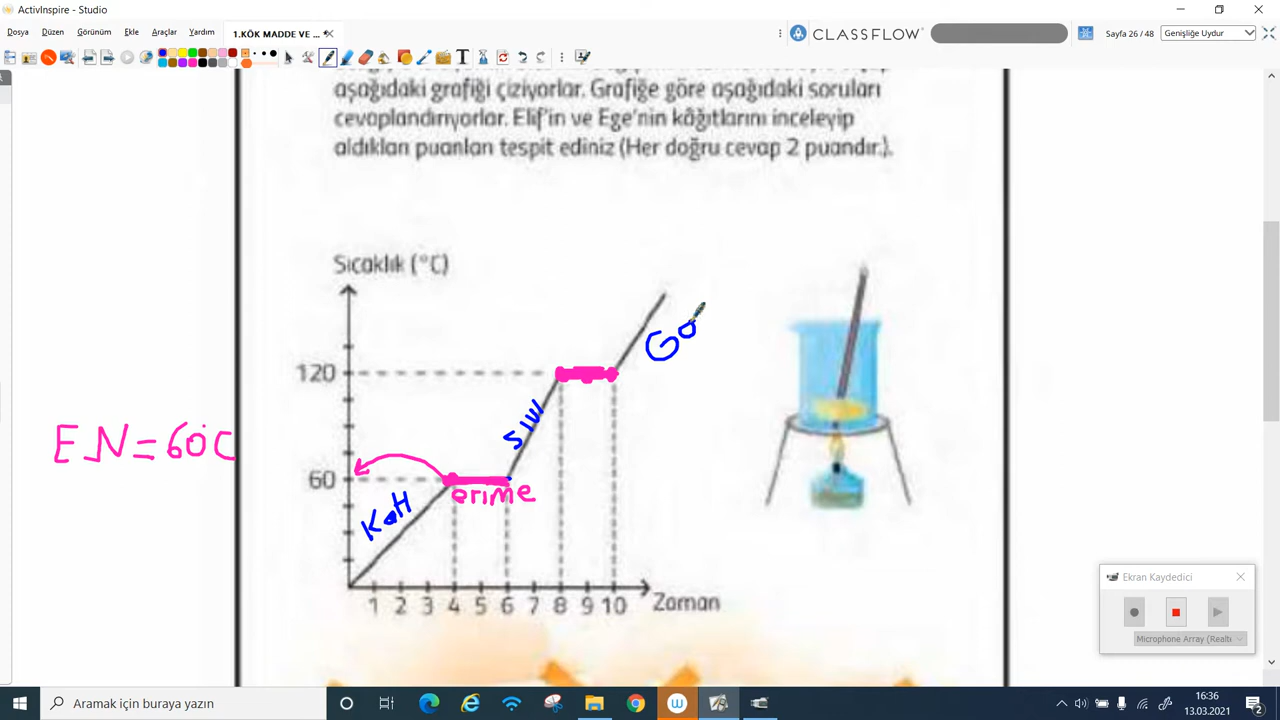 ActivInspire - Studio
Dosya Düzen Görünüm Ekle Araçlar Yardım
1.KÖK MADDE VE ...
CLASSFLOW
Sayfa 26 / 48
Genişliğe Uydur
aşağıdaki grafiği çiziyorlar. Grafiğe göre aşağıdaki soruları
cevaplandırıyorlar. Elif'in ve Ege'nin kâğıtlarını inceleyip
aldıkları puanları tespit ediniz (Her doğru cevap 2 puandır.).
Sıcaklık (°C)
Ga
120
sıvı
EN=60°C
60
erime
Katı
1 2 3 4 5 6 7 8 9 10 Zaman
Ekran Kaydedici
Microphone Array (Realte
Aramak için buraya yazın
16:36
13.03.2021
2